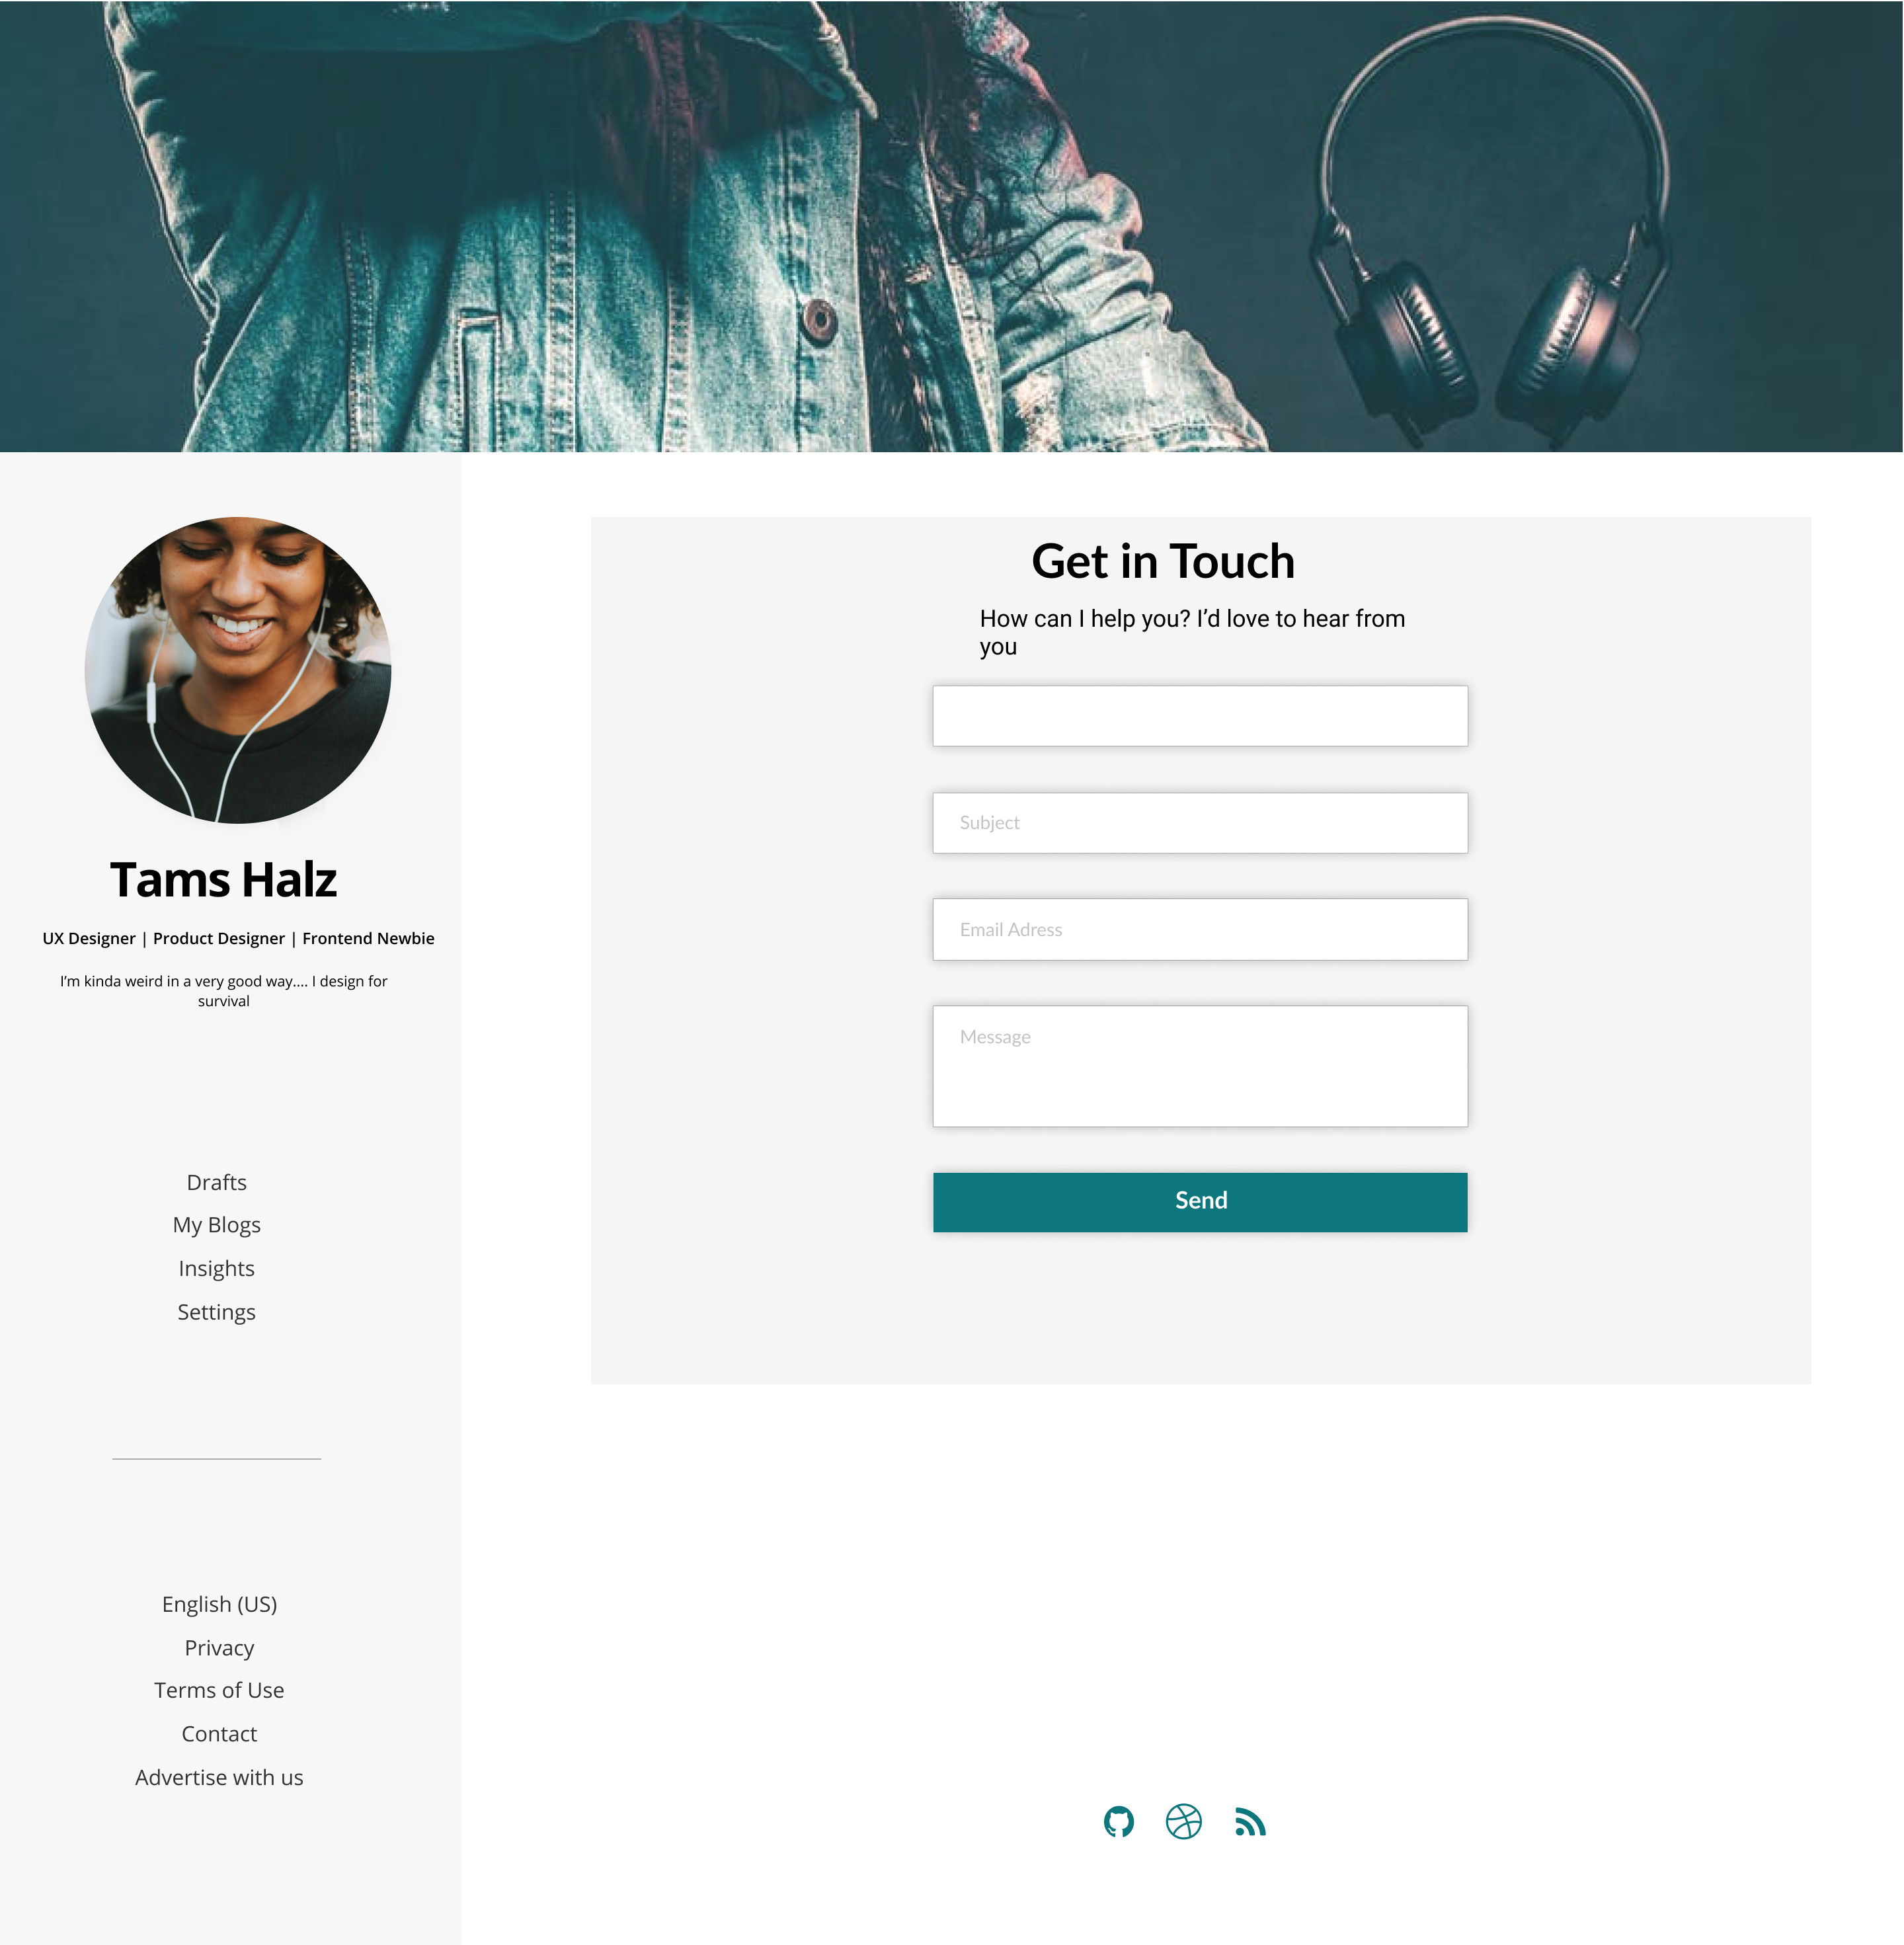 Tams Halz
UX Designer | Product Designer | Frontend Newbie
I’m kinda weird in a very good way.... I design for
survival
Drafts
My Blogs
Insights
Settings
English (US)
Privacy
Terms of Use
Contact
Advertise with us
Get in Touch
How can I help you? I’d love to hear from
you
Subject
Email Adress
Message
Send